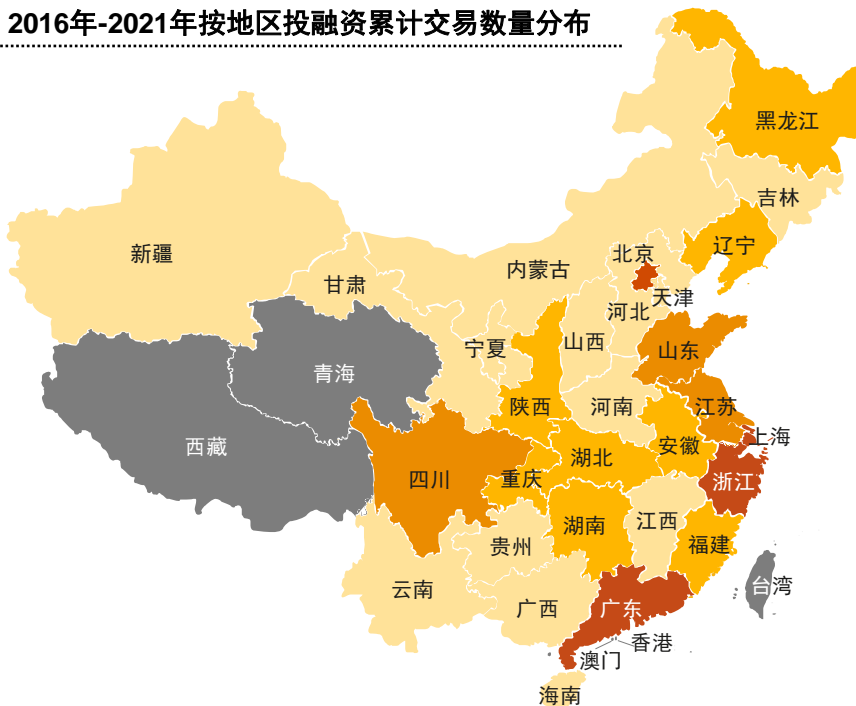 2016年-2021年按地区投融资累计交易数量分布
黑龙江
吉林
辽宁
新疆
北京
内蒙古
甘肃
天津
河北
宁夏
山西
山东
青海
陕西
河南
江苏
西藏
安徽
上海
湖北
四川
重庆
浙江
湖南
江西
贵州
福建
云南
台湾
广西
广东
香港
澳门
海南